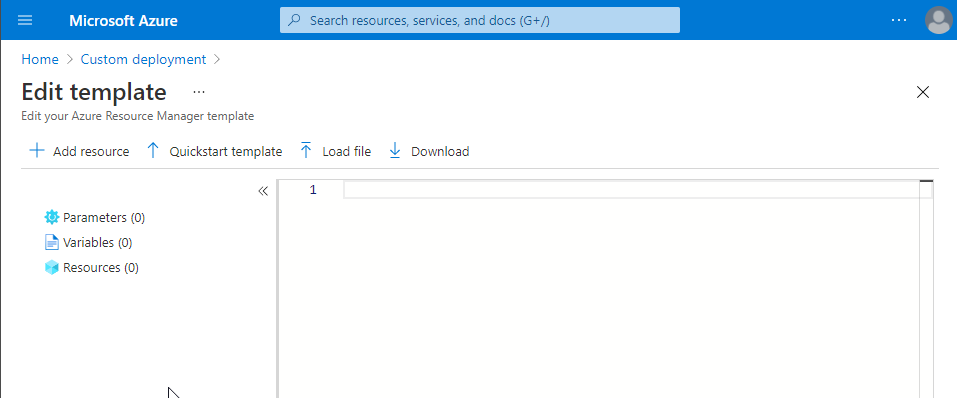 Microsoft Azure
Search resources, services, and docs (G+/)
Home > Custom deployment >
Edit template ...
Edit your Azure Resource Manager template
+ Add resource Quickstart template Load file Download
«
1
Parameters (0)
Variables (0)
Resources (0)